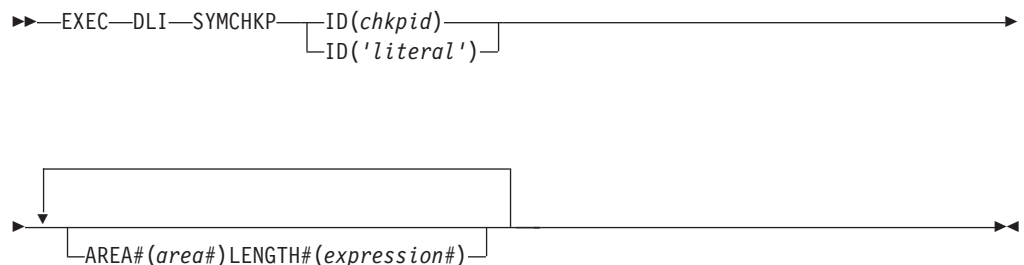 EXEC DLI SYMCHKP ID(chkpid)
ID('literal')
AREA#(area#)LENGTH#(expression#)